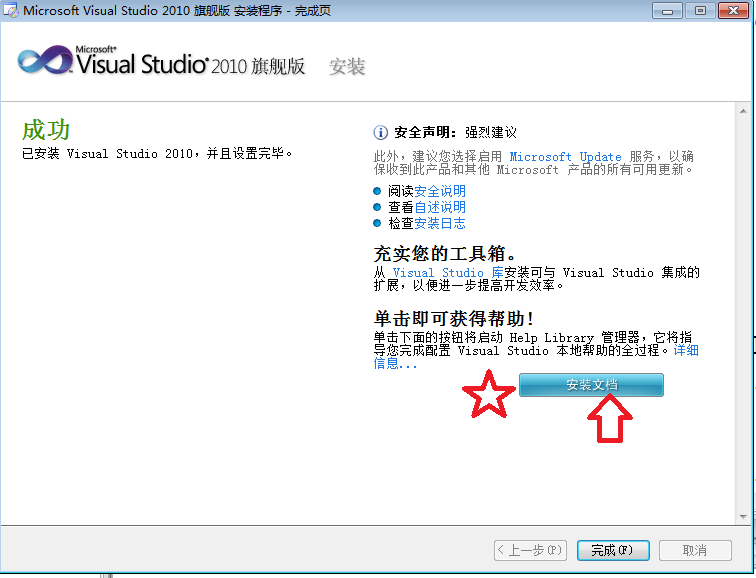 Microsoft Visual Studio 2010 旗舰版 安装程序 - 完成页
Microsoft®
Visual Studio® 2010 旗舰版 安装
成功
已安装 Visual Studio 2010，并且设置完毕。
安全声明：强烈建议
此外，建议您选择启用 Microsoft Update 服务，以确
保收到此产品和其他 Microsoft 产品的所有可用更新。
阅读安全说明
查看自述说明
检查安装日志
充实您的工具箱。
从 Visual Studio 库安装可与 Visual Studio 集成的
扩展，以便进一步提高开发效率。
单击即可获得帮助！
单击下面的按钮将启动 Help Library 管理器，它将指
导您完成配置 Visual Studio 本地帮助的全过程。详细
信息...
安装文档
< 上一步(P) 完成(F) 取消